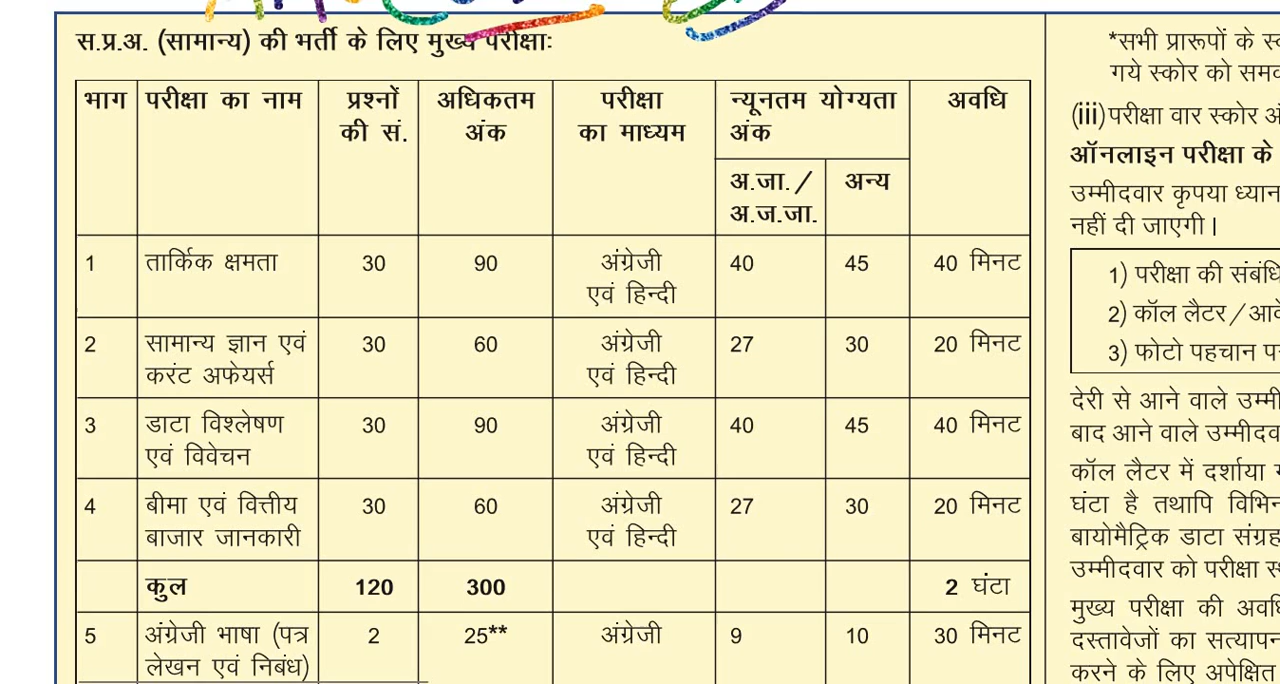 स.प्र.अ. (सामान्य) की भर्ती के लिए मुख्य परीक्षाः
भाग परीक्षा का नाम प्रश्नों की सं. अधिकतम अंक परीक्षा का माध्यम न्यूनतम योग्यता अंक अवधि
अ.जा./ अ.ज.जा. अन्य
1 तार्किक क्षमता 30 90 अंग्रेजी एवं हिन्दी 40 45 40 मिनट
2 सामान्य ज्ञान एवं करंट अफेयर्स 30 60 अंग्रेजी एवं हिन्दी 27 30 20 मिनट
3 डाटा विश्लेषण एवं विवेचन 30 90 अंग्रेजी एवं हिन्दी 40 45 40 मिनट
4 बीमा एवं वित्तीय बाजार जानकारी 30 60 अंग्रेजी एवं हिन्दी 27 30 20 मिनट
कुल 120 300 2 घंटा
5 अंग्रेजी भाषा (पत्र लेखन एवं निबंध) 2 25** अंग्रेजी 9 10 30 मिनट
*सभी प्रारूपों के
गये स्कोर को
(iii) परीक्षा वार स्कोर
ऑनलाइन परीक्षा के
उम्मीदवार कृपया
नहीं दी जाएगी।
1) परीक्षा की
2) कॉल लैटर/
3) फोटो पहचान
देरी से आने वाले
बाद आने वाले
कॉल लैटर में दर्शाया
घंटा है तथापि
बायोमैट्रिक डाटा
उम्मीदवार को परीक्षा
मुख्य परीक्षा की
दस्तावेजों का
करने के लिए अपेक्षित